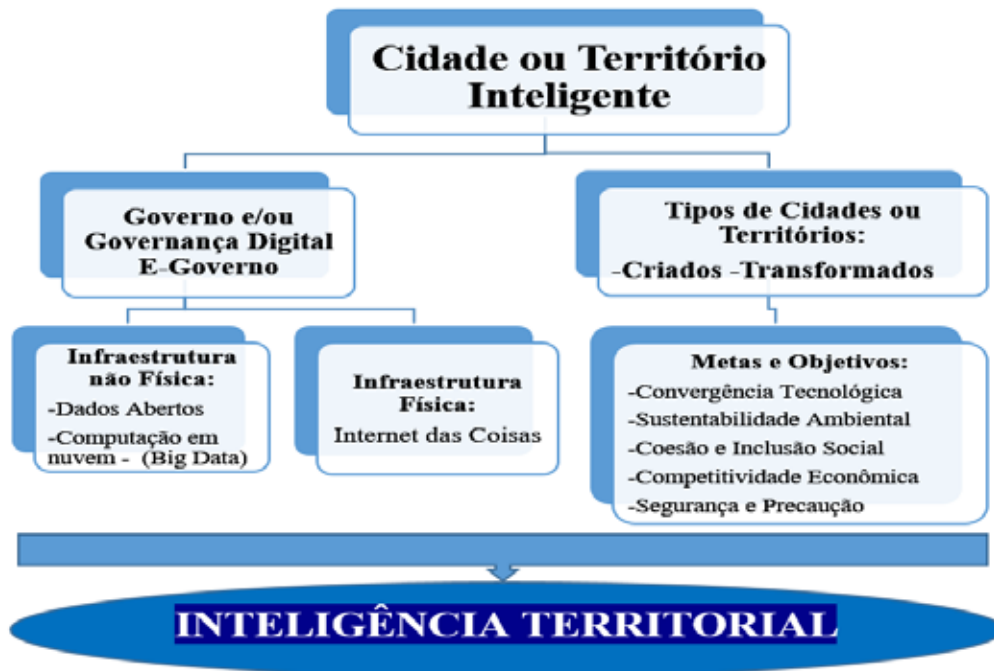 Cidade ou Território
Inteligente
Governo e/ou
Governança Digital
E-Governo
Tipos de Cidades ou
Territórios:
-Criados -Transformados
Infraestrutura
não Física:
-Dados Abertos
-Computação em
nuvem - (Big Data)
Infraestrutura
Física:
Internet das Coisas
Metas e Objetivos:
-Convergência Tecnológica
-Sustentabilidade Ambiental
-Coesão e Inclusão Social
-Competitividade Econômica
-Segurança e Precaução
INTELIGÊNCIA TERRITORIAL